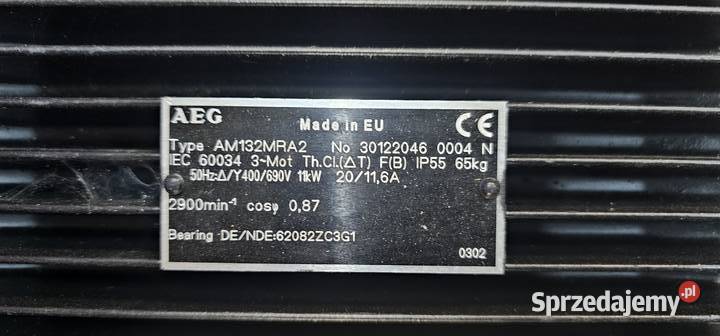 AEG Made in EU CE
Type AM132MRA2 No 30122046 0004 N
IEC 60034 3~Mot Th.Cl.(ΔT) F(B) IP55 65kg
50Hz:Δ/Y400/690V 11kW 20/11,6A
2900min⁻¹ cosφ 0,87
Bearing DE/NDE:62082ZC3G1
0302
Sprzedajemy.pl